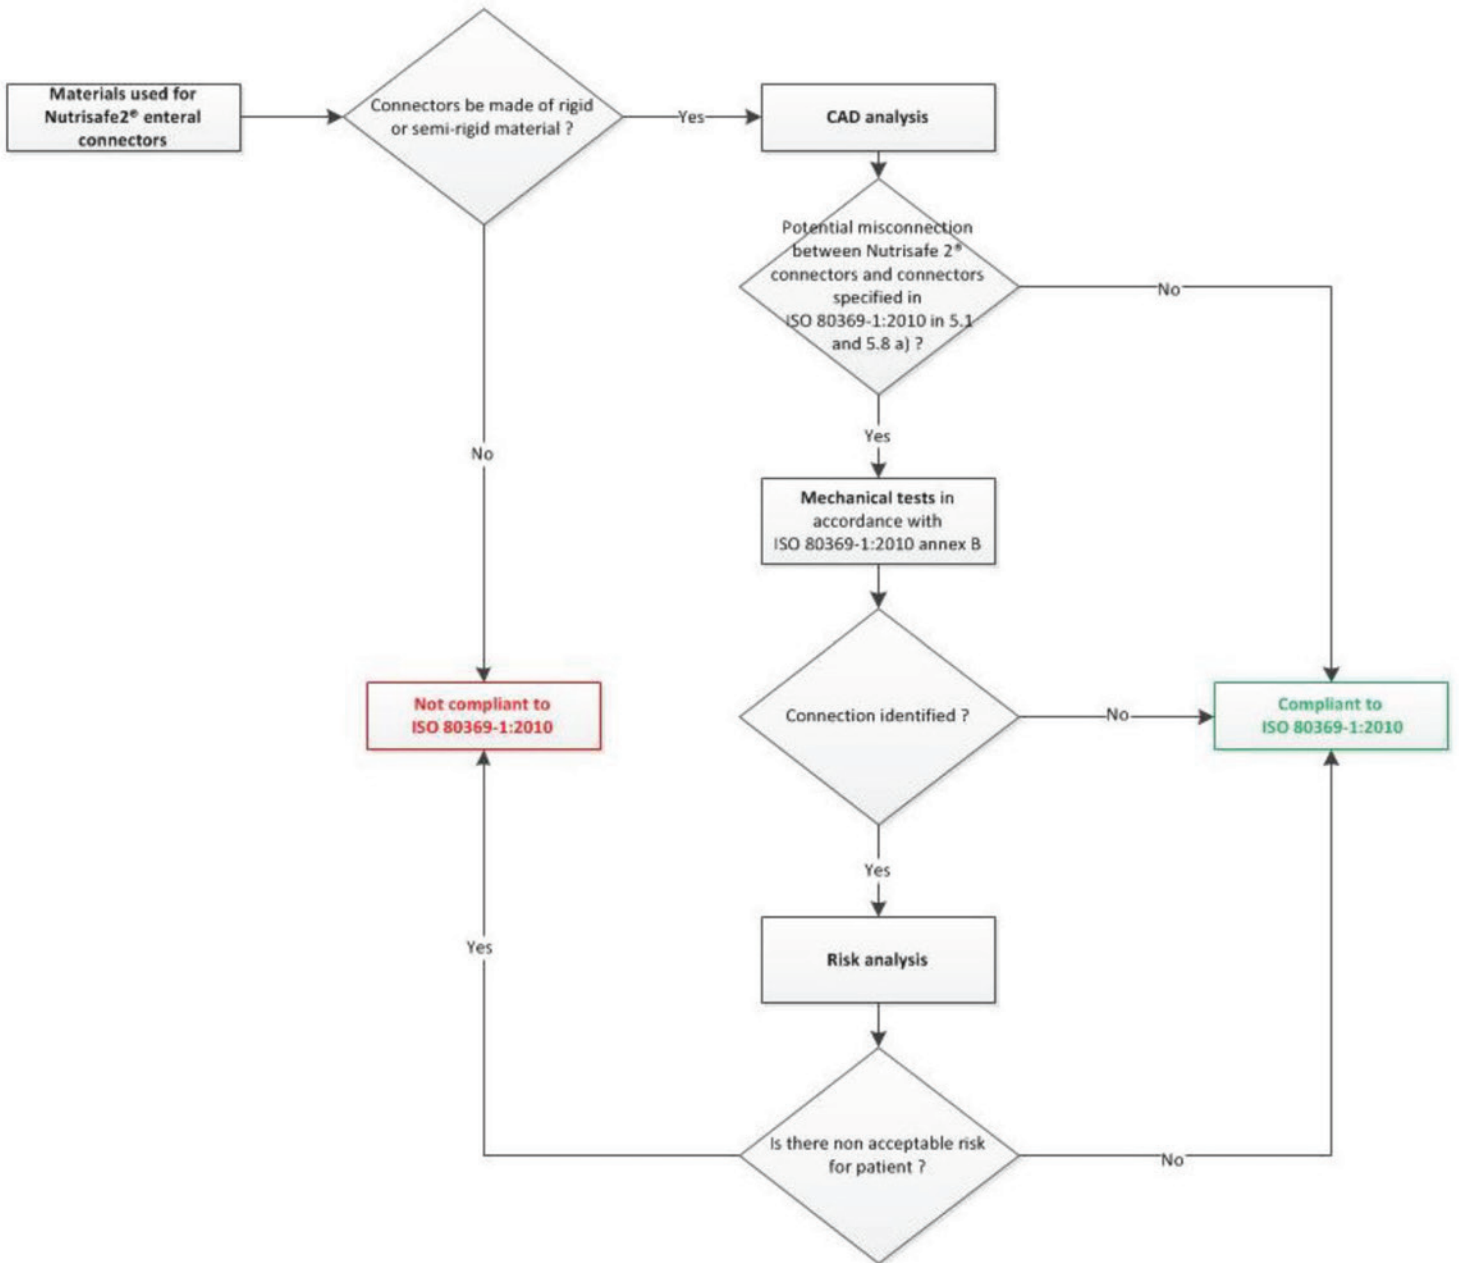 Materials used for
Nutrisafe2® enteral
connectors
Connectors be made of rigid
or semi-rigid material ?
Yes
CAD analysis
Potential misconnection
between Nutrisafe 2®
connectors and connectors
specified in
ISO 80369-1:2010 in 5.1
and 5.8 a) ?
No
Yes
No
Mechanical tests in
accordance with
ISO 80369-1:2010 annex B
Not compliant to
ISO 80369-1:2010
Connection identified ?
No
Compliant to
ISO 80369-1:2010
Yes
Yes
Risk analysis
Is there non acceptable risk
for patient ?
No